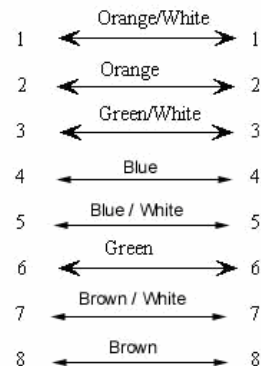 Orange/White
1 1
Orange
2 2
Green/White
3 3
Blue
4 4
Blue / White
5 5
Green
6 6
Brown / White
7 7
Brown
8 8